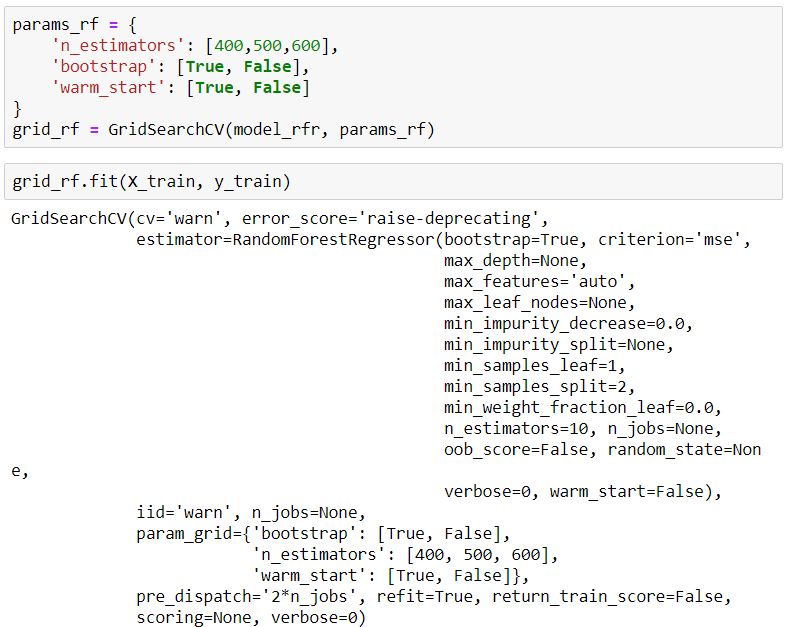 params_rf = {
    'n_estimators': [400,500,600],
    'bootstrap': [True, False],
    'warm_start': [True, False]
}
grid_rf = GridSearchCV(model_rfr, params_rf)
grid_rf.fit(X_train, y_train)
GridSearchCV(cv='warn', error_score='raise-deprecating',
             estimator=RandomForestRegressor(bootstrap=True, criterion='mse',
                                             max_depth=None,
                                             max_features='auto',
                                             max_leaf_nodes=None,
                                             min_impurity_decrease=0.0,
                                             min_impurity_split=None,
                                             min_samples_leaf=1,
                                             min_samples_split=2,
                                             min_weight_fraction_leaf=0.0,
                                             n_estimators=10, n_jobs=None,
                                             oob_score=False, random_state=Non
e,
                                             verbose=0, warm_start=False),
             iid='warn', n_jobs=None,
             param_grid={'bootstrap': [True, False],
                         'n_estimators': [400, 500, 600],
                         'warm_start': [True, False]},
             pre_dispatch='2*n_jobs', refit=True, return_train_score=False,
             scoring=None, verbose=0)